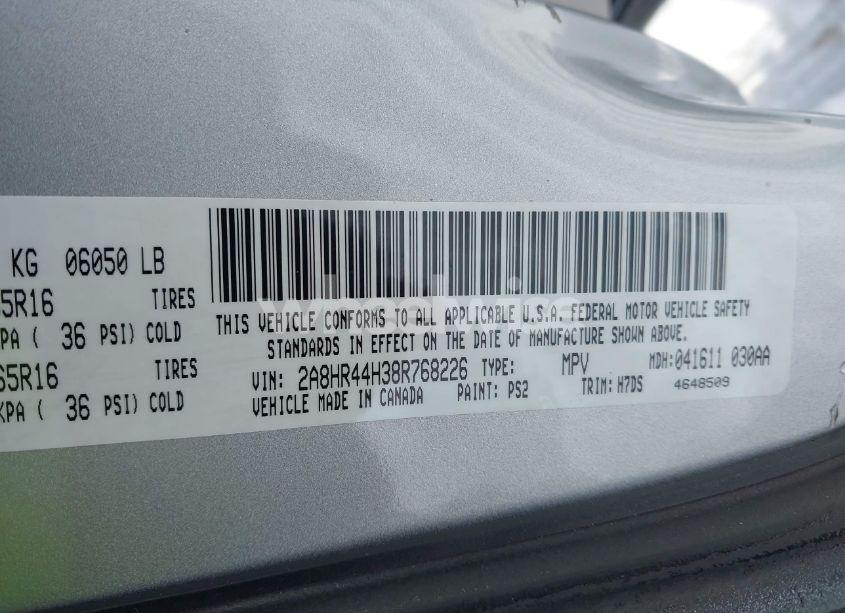 KG 06050 LB
5R16 TIRES
PA ( 36 PSI) COLD
65R16 TIRES
KPA ( 36 PSI) COLD
THIS VEHICLE CONFORMS TO ALL APPLICABLE U.S.A. FEDERAL MOTOR VEHICLE SAFETY
STANDARDS IN EFFECT ON THE DATE OF MANUFACTURE SHOWN ABOVE.
VIN: 2A8HR44H38R768226 TYPE: MPV MDH:041611 030AA
VEHICLE MADE IN CANADA PAINT: PS2 TRIM: H7DS 4648509